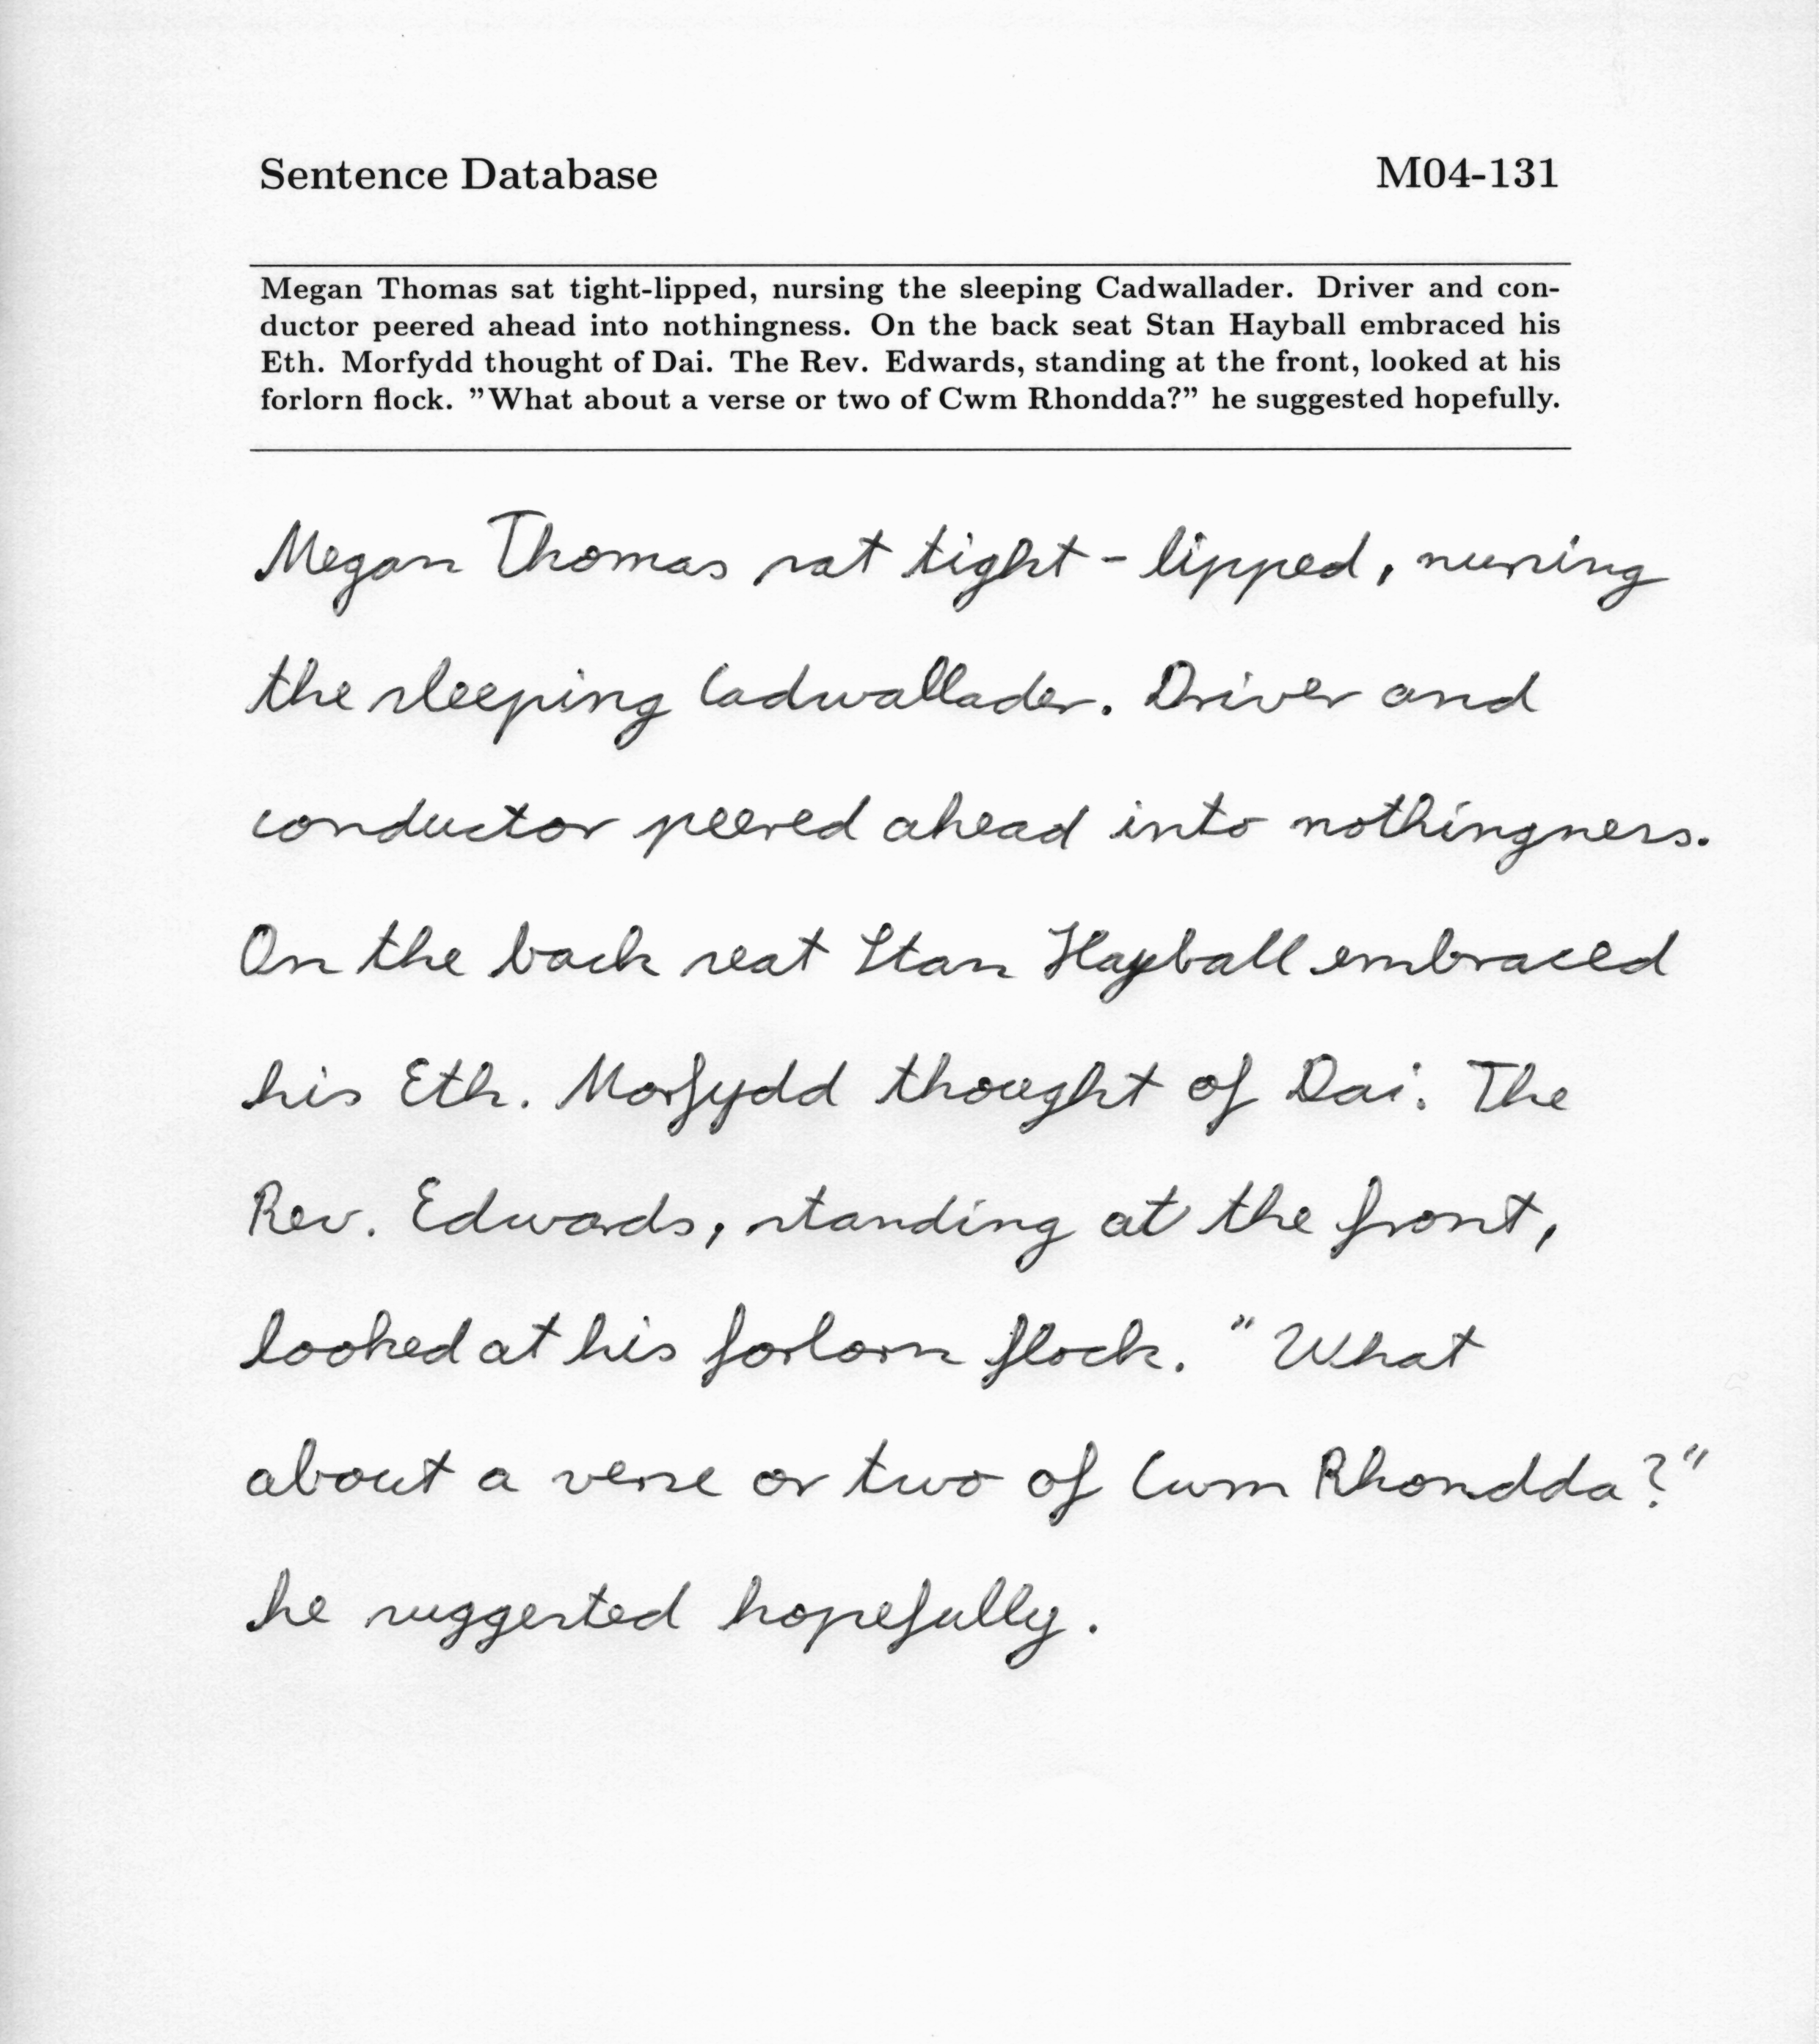 Sentence Database M04-131
Megan Thomas sat tight-lipped, nursing the sleeping Cadwallader. Driver and con-
ductor peered ahead into nothingness. On the back seat Stan Hayball embraced his
Eth. Morfydd thought of Dai. The Rev. Edwards, standing at the front, looked at his
forlorn flock. ”What about a verse or two of Cwm Rhondda?” he suggested hopefully.
Megan Thomas sat tight - lipped, nursing
the sleeping Cadwallader. Driver and
conductor peered ahead into nothingness.
On the back seat Stan Hayball embraced
his Eth. Morfydd thought of Dai. The
Rev. Edwards, standing at the front,
looked at his forlorn flock. "What
about a verse or two of Cwm Rhondda?"
he suggested hopefully.